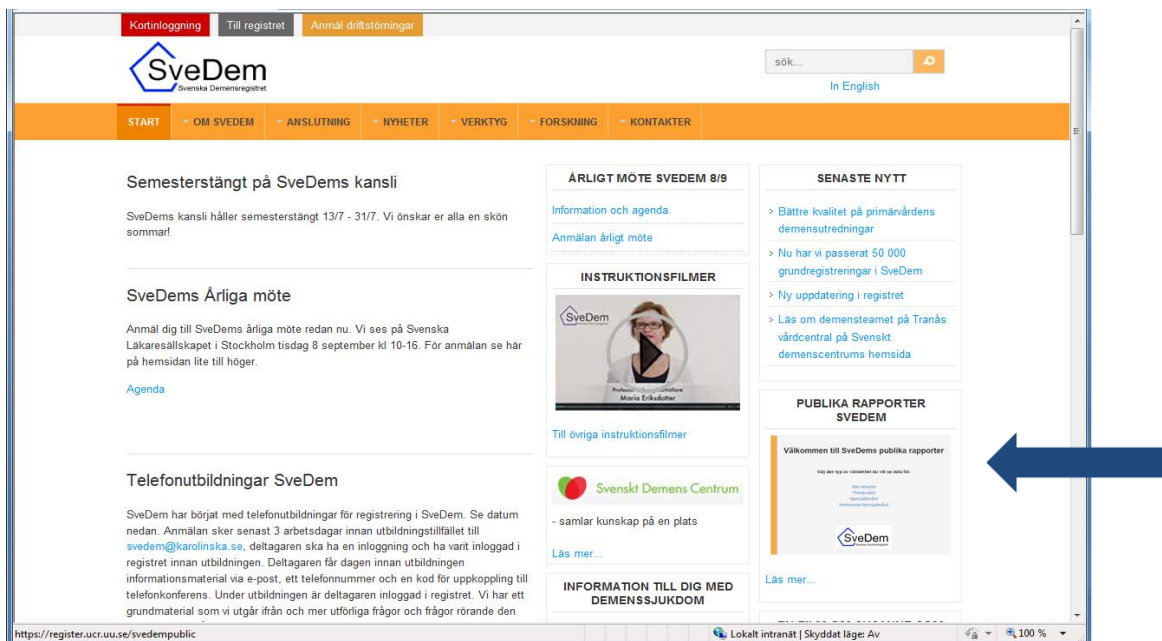 Kortinloggning Till registret Anmäl driftstörningar
SveDem
Svenska Demensregistret
sök...
In English
START OM SVEDEM ANSLUTNING NYHETER VERKTYG FORSKNING KONTAKTER
Semesterstängt på SveDems kansli
SveDems kansli håller semesterstängt 13/7 - 31/7. Vi önskar er alla en skön
sommar!
SveDems Årliga möte
Anmäl dig till SveDems årliga möte redan nu. Vi ses på Svenska
Läkaresällskapet i Stockholm tisdag 8 september kl 10-16. För anmälan se här
på hemsidan lite till höger.
Agenda
Telefonutbildningar SveDem
SveDem har börjat med telefonutbildningar för registrering i SveDem. Se datum
nedan. Anmälan sker senast 3 arbetsdagar innan utbildningstillfället till
svedem@karolinska.se, deltagaren ska ha en inloggning och ha varit inloggad i
registret innan utbildningen. Deltagaren får dagen innan utbildningen
informationsmaterial via e-post, ett telefonnummer och en kod för uppkoppling till
telefonkonferens. Under utbildningen är deltagaren inloggad i registret. Vi har ett
grundmaterial som vi utgår ifrån och mer utförliga frågor och frågor rörande den
ÅRLIGT MÖTE SVEDEM 8/9
Information och agenda
Anmälan årligt möte
INSTRUKTIONSFILMER
SveDem
Maria Eriksdotter
Till övriga instruktionsfilmer
Svenskt Demens Centrum
- samlar kunskap på en plats
Läs mer...
INFORMATION TILL DIG MED
DEMENSSJUKDOM
SENASTE NYTT
> Bättre kvalitet på primärvårdens
demensutredningar
> Nu har vi passerat 50 000
grundregistreringar i SveDem
> Ny uppdatering i registret
> Läs om demensteamet på Tranås
vårdcentral på Svenskt
demenscentrums hemsida
PUBLIKA RAPPORTER
SVEDEM
Välkommen till SveDems publika rapporter
Välj den typ av vårdenhet du vill se data för.
SveDem
Läs mer...
https://register.ucr.uu.se/svedempublic
Lokalt intranät | Skyddat läge: Av
100 %